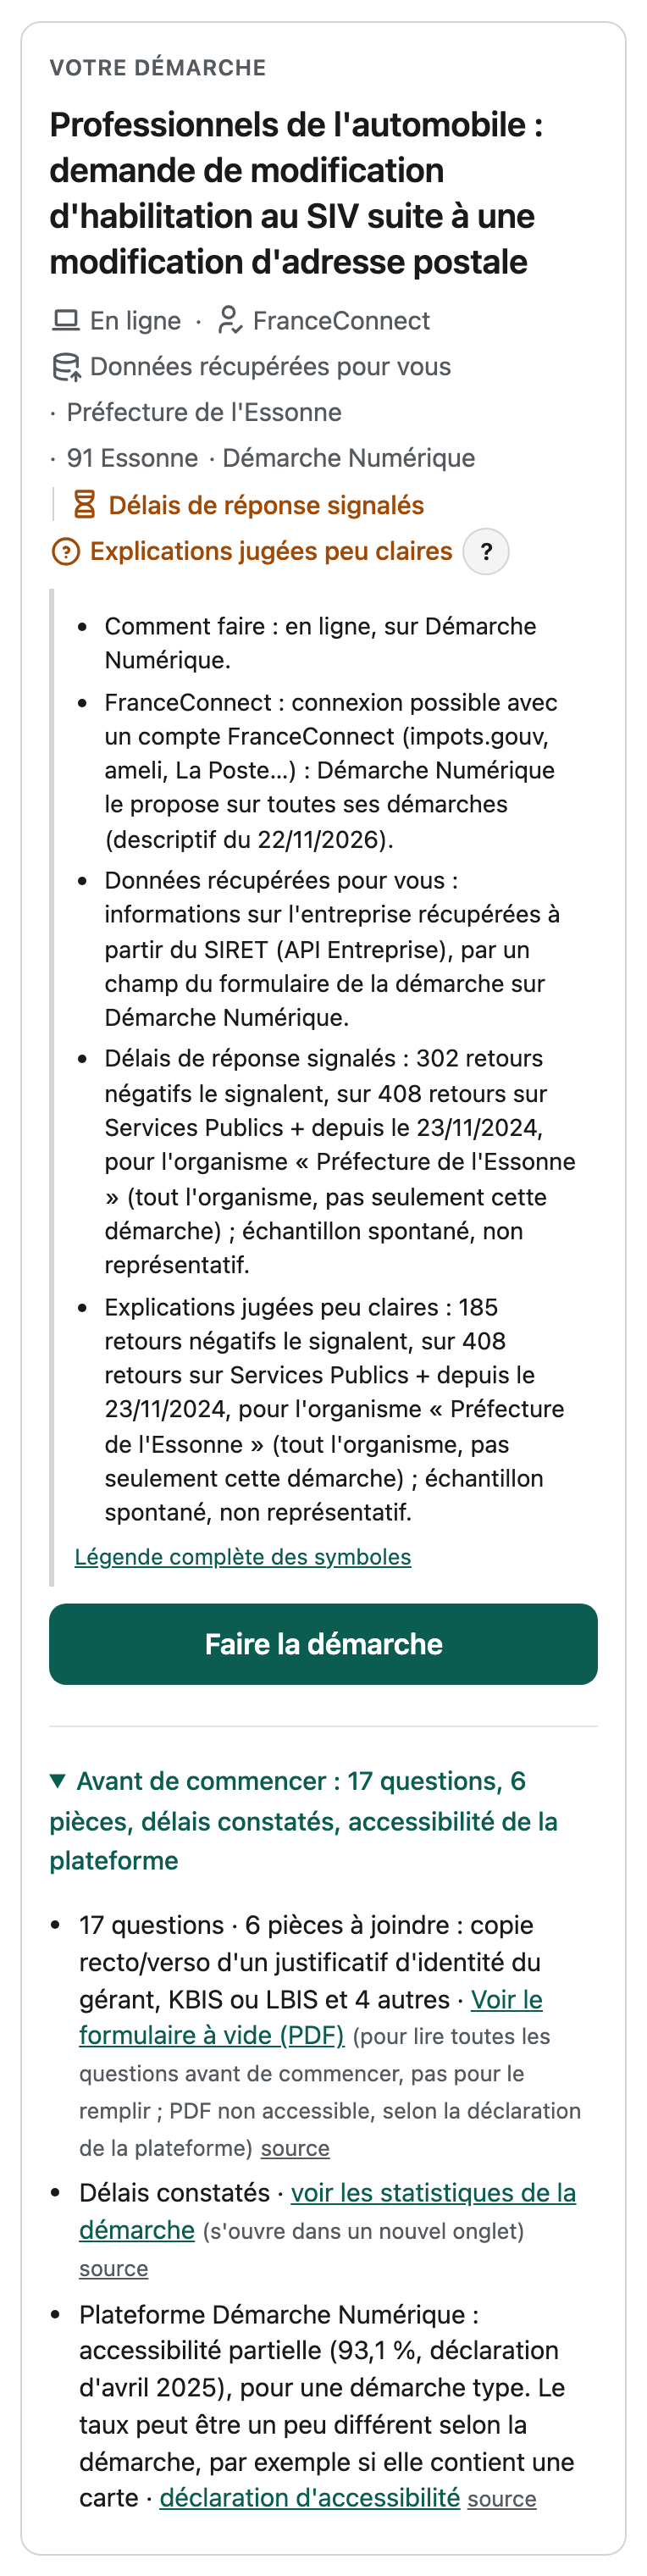 VOTRE DÉMARCHE
Professionnels de l'automobile :
demande de modification
d'habilitation au SIV suite à une
modification d'adresse postale
En ligne · FranceConnect
Données récupérées pour vous
· Préfecture de l'Essonne
· 91 Essonne · Démarche Numérique
Délais de réponse signalés
Explications jugées peu claires ?
• Comment faire : en ligne, sur Démarche
Numérique.
• FranceConnect : connexion possible avec
un compte FranceConnect (impots.gouv,
ameli, La Poste…) : Démarche Numérique
le propose sur toutes ses démarches
(descriptif du 22/11/2026).
• Données récupérées pour vous :
informations sur l'entreprise récupérées à
partir du SIRET (API Entreprise), par un
champ du formulaire de la démarche sur
Démarche Numérique.
• Délais de réponse signalés : 302 retours
négatifs le signalent, sur 408 retours sur
Services Publics + depuis le 23/11/2024,
pour l'organisme « Préfecture de l'Essonne
» (tout l'organisme, pas seulement cette
démarche) ; échantillon spontané, non
représentatif.
• Explications jugées peu claires : 185
retours négatifs le signalent, sur 408
retours sur Services Publics + depuis le
23/11/2024, pour l'organisme « Préfecture
de l'Essonne » (tout l'organisme, pas
seulement cette démarche) ; échantillon
spontané, non représentatif.
Légende complète des symboles
Faire la démarche
▼ Avant de commencer : 17 questions, 6
pièces, délais constatés, accessibilité de la
plateforme
• 17 questions · 6 pièces à joindre : copie
recto/verso d'un justificatif d'identité du
gérant, KBIS ou LBIS et 4 autres · Voir le
formulaire à vide (PDF) (pour lire toutes les
questions avant de commencer, pas pour le
remplir ; PDF non accessible, selon la déclaration
de la plateforme) source
• Délais constatés · voir les statistiques de la
démarche (s'ouvre dans un nouvel onglet)
source
• Plateforme Démarche Numérique :
accessibilité partielle (93,1 %, déclaration
d'avril 2025), pour une démarche type. Le
taux peut être un peu différent selon la
démarche, par exemple si elle contient une
carte · déclaration d'accessibilité source